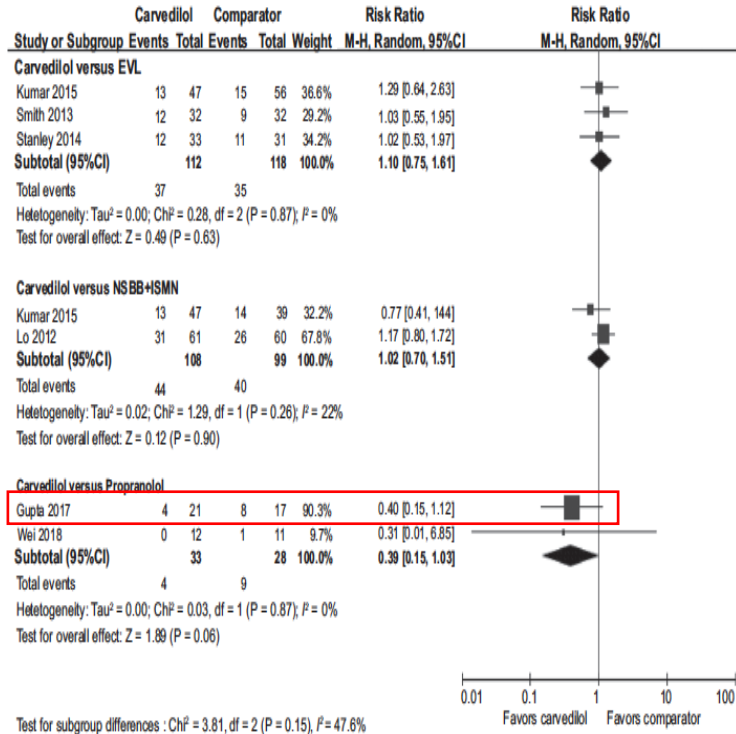 Carvedilol Comparator Risk Ratio Risk Ratio
Study or Subgroup Events Total Events Total Weight M-H, Random, 95%CI M-H, Random, 95%CI
Carvedilol versus EVL
Kumar 2015 13 47 15 56 36.6% 1.29 [0.64, 2.63]
Smith 2013 12 32 9 32 29.2% 1.03 [0.55, 1.95]
Stanley 2014 12 33 11 31 34.2% 1.02 [0.53, 1.97]
Subtotal (95%CI) 112 118 100.0% 1.10 [0.75, 1.61]
Total events 37 35
Hetetogeneity: Tau² = 0.00; Chi² = 0.28, df = 2 (P = 0.87); I² = 0%
Test for overall effect: Z = 0.49 (P = 0.63)
Carvedilol versus NSBB+ISMN
Kumar 2015 13 47 14 39 32.2% 0.77 [0.41, 144]
Lo 2012 31 61 26 60 67.8% 1.17 [0.80, 1.72]
Subtotal (95%CI) 108 99 100.0% 1.02 [0.70, 1.51]
Total events 44 40
Hetetogeneity: Tau² = 0.02; Chi² = 1.29, df = 1 (P = 0.26); I² = 22%
Test for overall effect: Z = 0.12 (P = 0.90)
Carvedilol versus Propranolol
Gupta 2017 4 21 8 17 90.3% 0.40 [0.15, 1.12]
Wei 2018 0 12 1 11 9.7% 0.31 [0.01, 6.85]
Subtotal (95%CI) 33 28 100.0% 0.39 [0.15, 1.03]
Total events 4 9
Hetetogeneity: Tau² = 0.00; Chi² = 0.03, df = 1 (P = 0.87); I² = 0%
Test for overall effect: Z = 1.89 (P = 0.06)
0.01 0.1 1 10 100
Test for subgroup differences : Chi² = 3.81, df = 2 (P = 0.15), I² = 47.6% Favors carvedilol Favors comparator